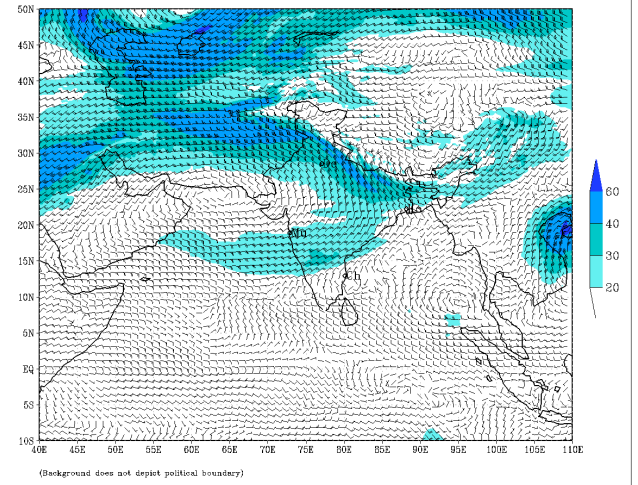 50N
45N
40N
35N
30N
25N
20N
15N
10N
5N
EQ
5S
10S
60
40
30
20
Mu
Ch
40E 45E 50E 55E 60E 65E 70E 75E 80E 85E 90E 95E 100E 105E 110E
(Background does not depict political boundary)